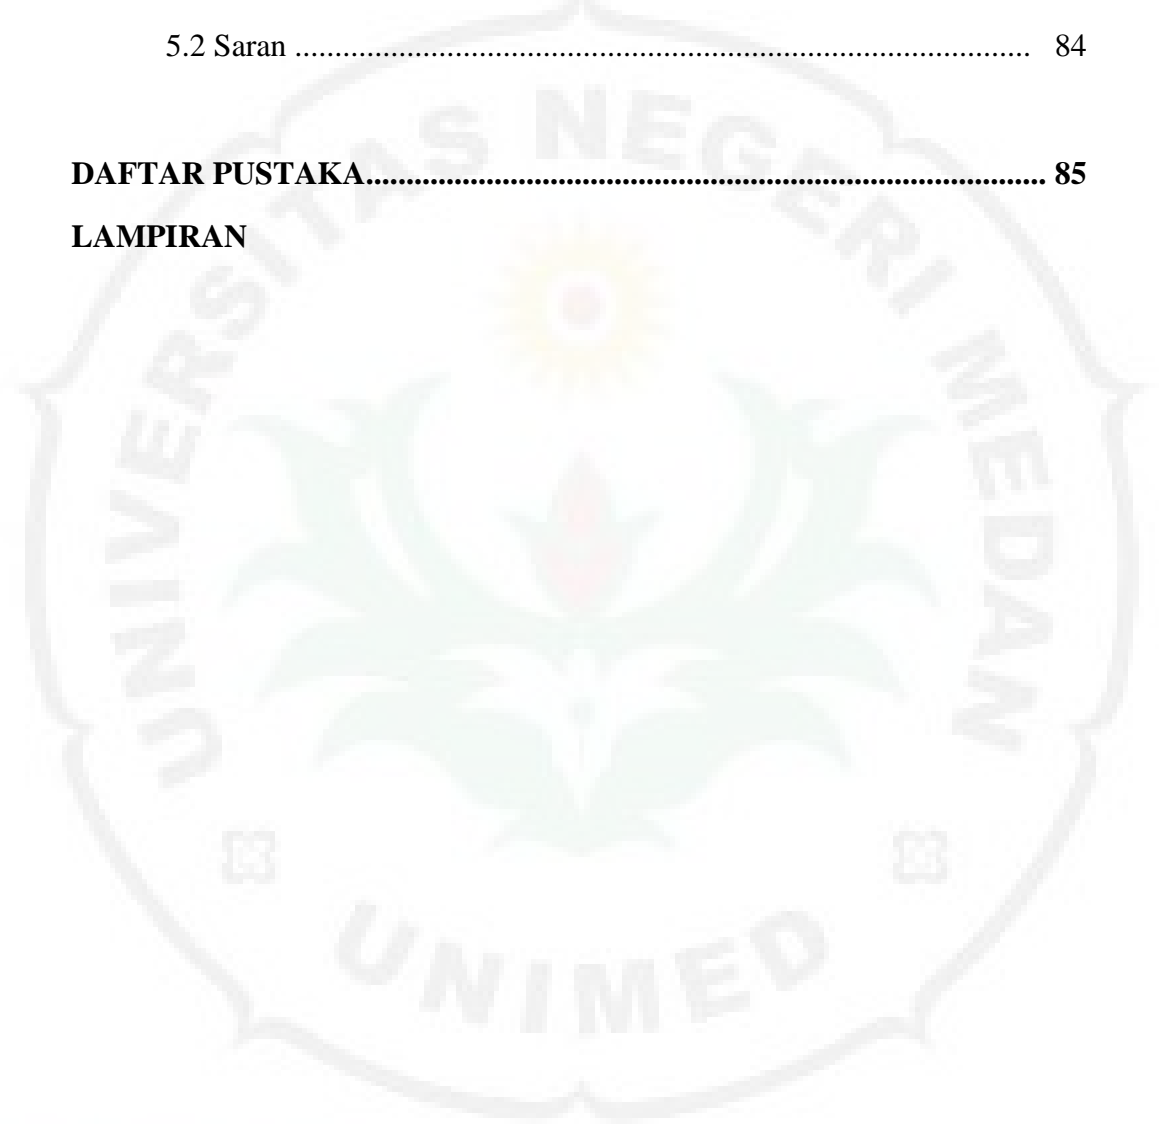 5.2 Saran ........................................................................................ 84
DAFTAR PUSTAKA.................................................................................. 85
LAMPIRAN
UNIVERSITAS NEGERI MEDAN
UNIMED